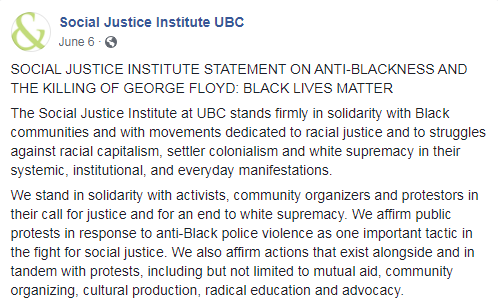 Social Justice Institute UBC
June 6 ·
SOCIAL JUSTICE INSTITUTE STATEMENT ON ANTI-BLACKNESS AND
THE KILLING OF GEORGE FLOYD: BLACK LIVES MATTER
The Social Justice Institute at UBC stands firmly in solidarity with Black
communities and with movements dedicated to racial justice and to struggles
against racial capitalism, settler colonialism and white supremacy in their
systemic, institutional, and everyday manifestations.
We stand in solidarity with activists, community organizers and protestors in
their call for justice and for an end to white supremacy. We affirm public
protests in response to anti-Black police violence as one important tactic in
the fight for social justice. We also affirm actions that exist alongside and in
tandem with protests, including but not limited to mutual aid, community
organizing, cultural production, radical education and advocacy.